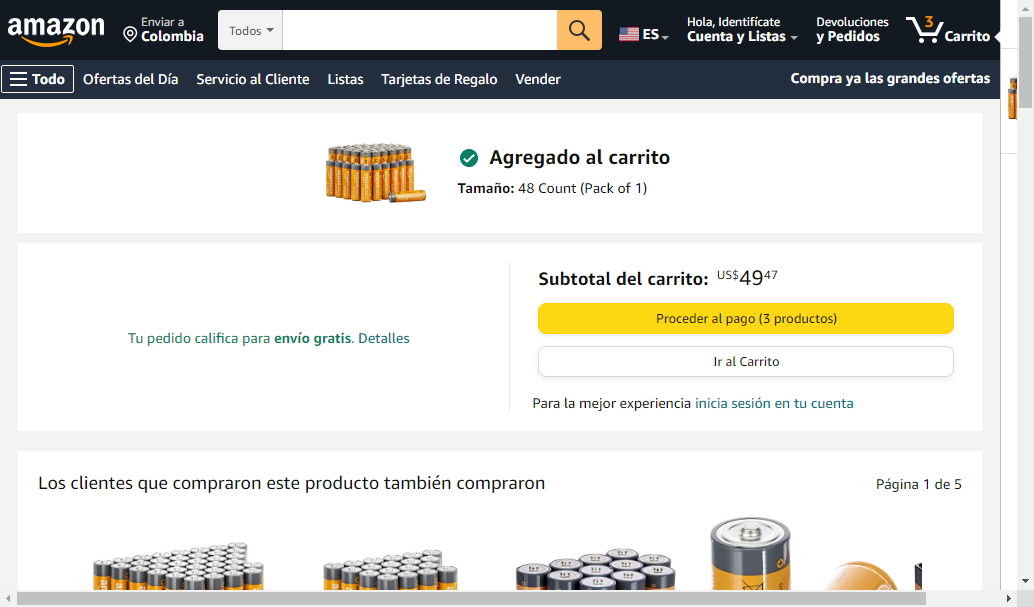 amazon
Enviar a
Colombia
Todos
ES
Hola, Identifícate
Cuenta y Listas
Devoluciones
y Pedidos
3
Carrito
Todo
Ofertas del Día
Servicio al Cliente
Listas
Tarjetas de Regalo
Vender
Compra ya las grandes ofertas
Agregado al carrito
Tamaño: 48 Count (Pack of 1)
Tu pedido califica para envío gratis. Detalles
Subtotal del carrito: US$4947
Proceder al pago (3 productos)
Ir al Carrito
Para la mejor experiencia inicia sesión en tu cuenta
Los clientes que compraron este producto también compraron
Página 1 de 5